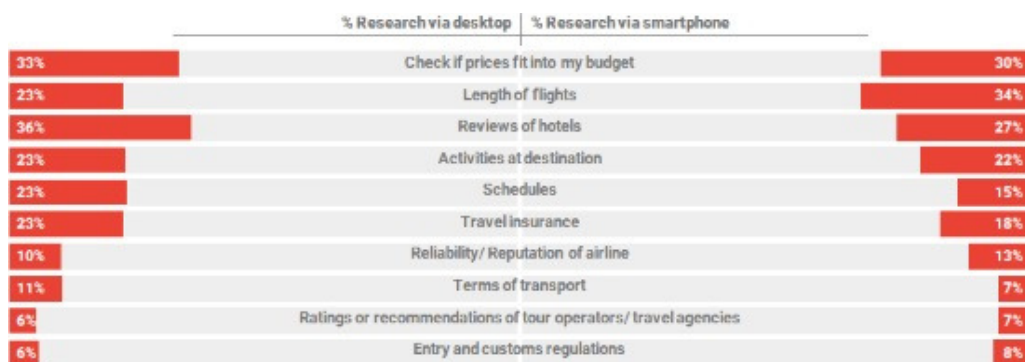 % Research via desktop % Research via smartphone
33% Check if prices fit into my budget 30%
23% Length of flights 34%
36% Reviews of hotels 27%
23% Activities at destination 22%
23% Schedules 15%
23% Travel insurance 18%
10% Reliability/ Reputation of airline 13%
11% Terms of transport 7%
6% Ratings or recommendations of tour operators/ travel agencies 7%
6% Entry and customs regulations 8%